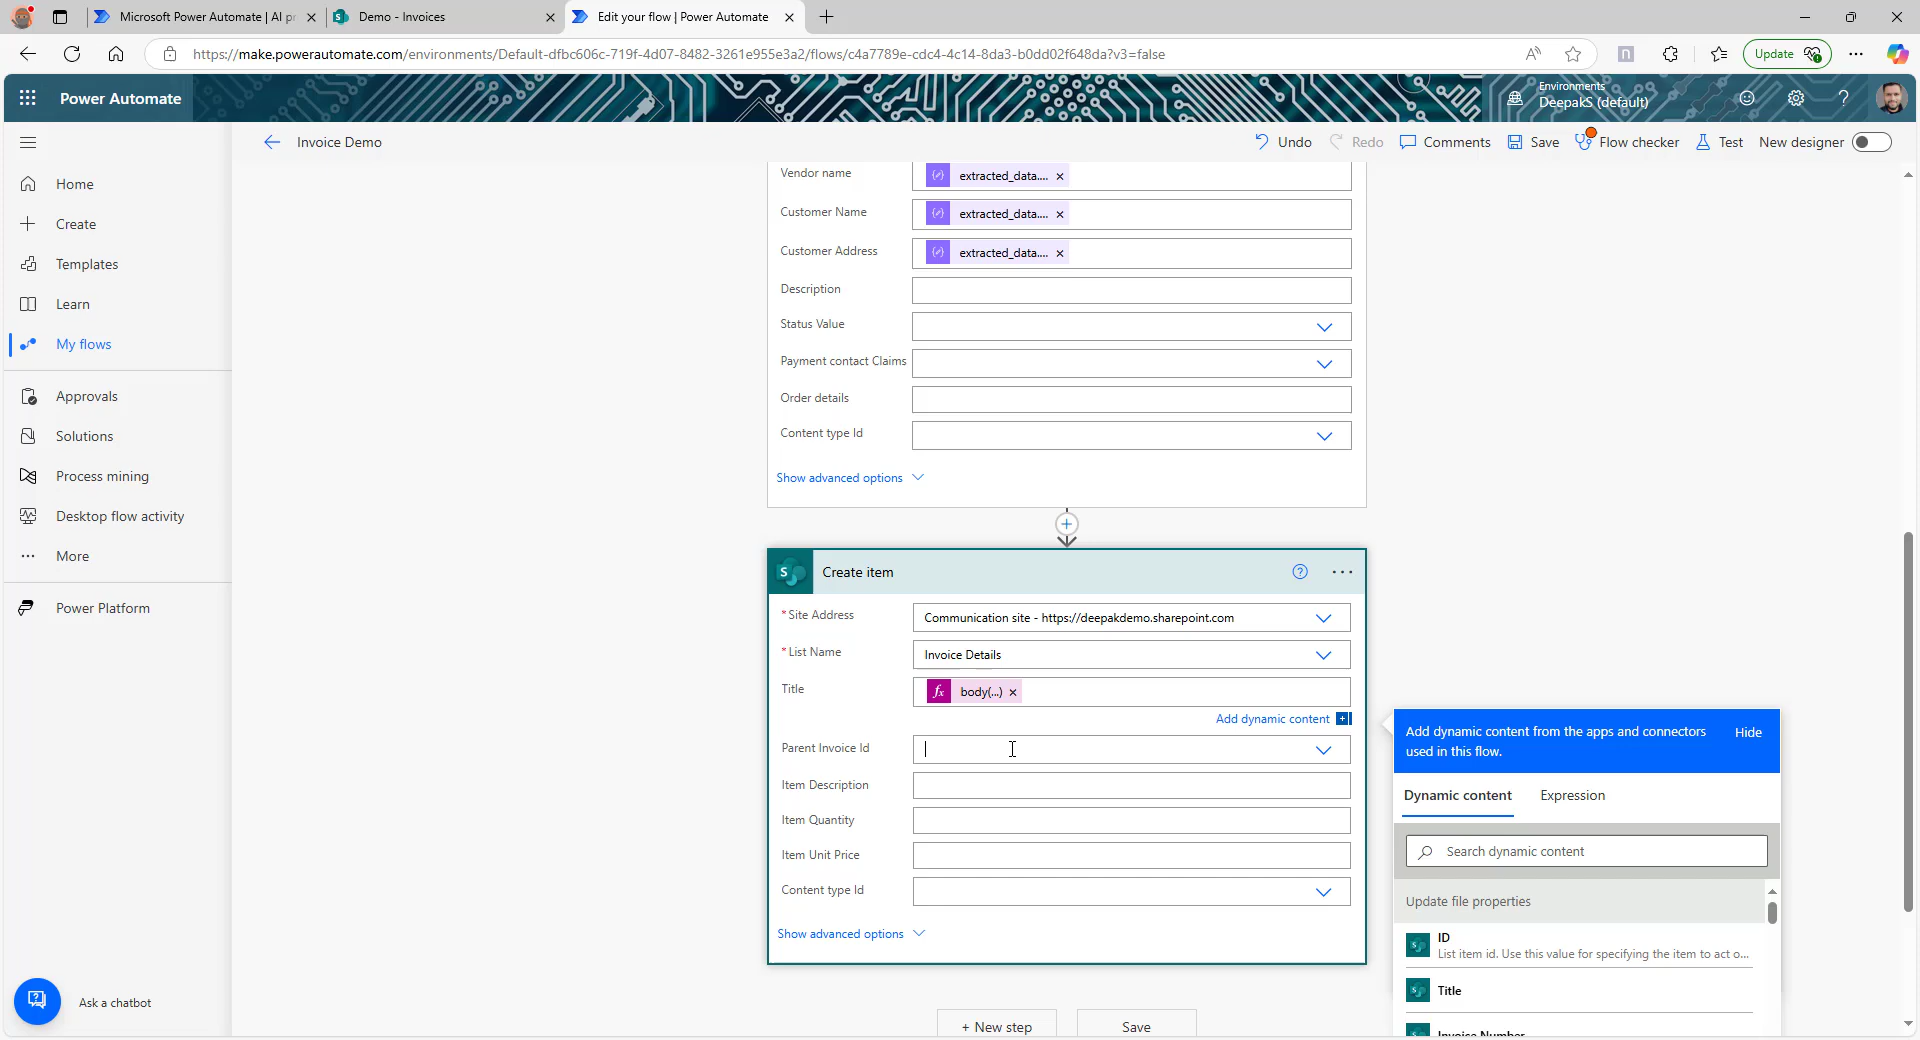 Microsoft Power Automate | AI pr
Demo - Invoices
Edit your flow | Power Automate
https://make.powerautomate.com/environments/Default-dfbc606c-719f-4d07-8482-3261e955e3a2/flows/c4a7789e-cdc4-4c14-8da3-b0dd02f648da?v3=false
Update
Power Automate
Environments
DeepakS (default)
Invoice Demo
Undo
Redo
Comments
Save
Flow checker
Test
New designer
Home
Create
Templates
Learn
My flows
Approvals
Solutions
Process mining
Desktop flow activity
More
Power Platform
Ask a chatbot
Vendor name
extracted_data....
Customer Name
extracted_data....
Customer Address
extracted_data....
Description
Status Value
Payment contact Claims
Order details
Content type Id
Show advanced options
Create item
* Site Address
Communication site - https://deepakdemo.sharepoint.com
* List Name
Invoice Details
Title
fx body(...)
Add dynamic content
Parent Invoice Id
Item Description
Item Quantity
Item Unit Price
Content type Id
Show advanced options
+ New step
Save
Add dynamic content from the apps and connectors
used in this flow.
Hide
Dynamic content
Expression
Search dynamic content
Update file properties
ID
List item id. Use this value for specifying the item to act o...
Title
Invoice Number